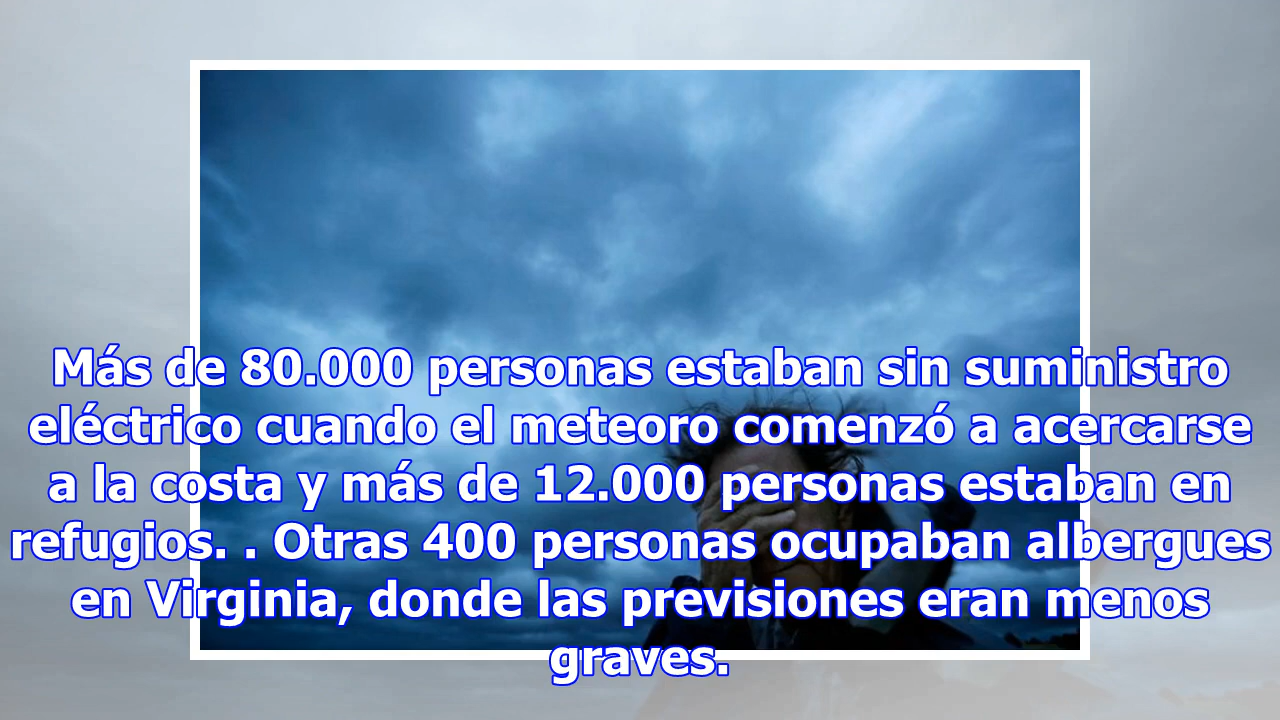 Más de 80.000 personas estaban sin suministro
eléctrico cuando el meteoro comenzó a acercarse
a la costa y más de 12.000 personas estaban en
refugios. . Otras 400 personas ocupaban albergues
en Virginia, donde las previsiones eran menos
graves.